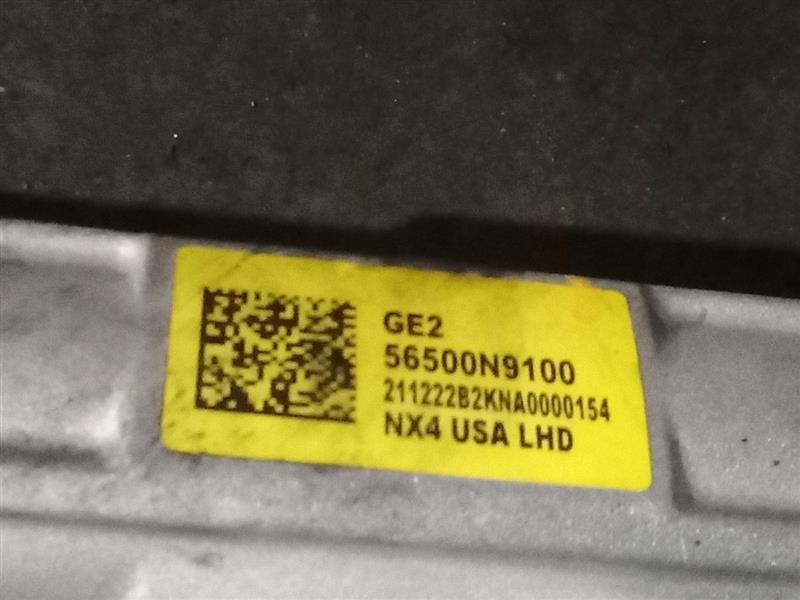 GE2
56500N9100
211222B2KNA0000154
NX4 USA LHD